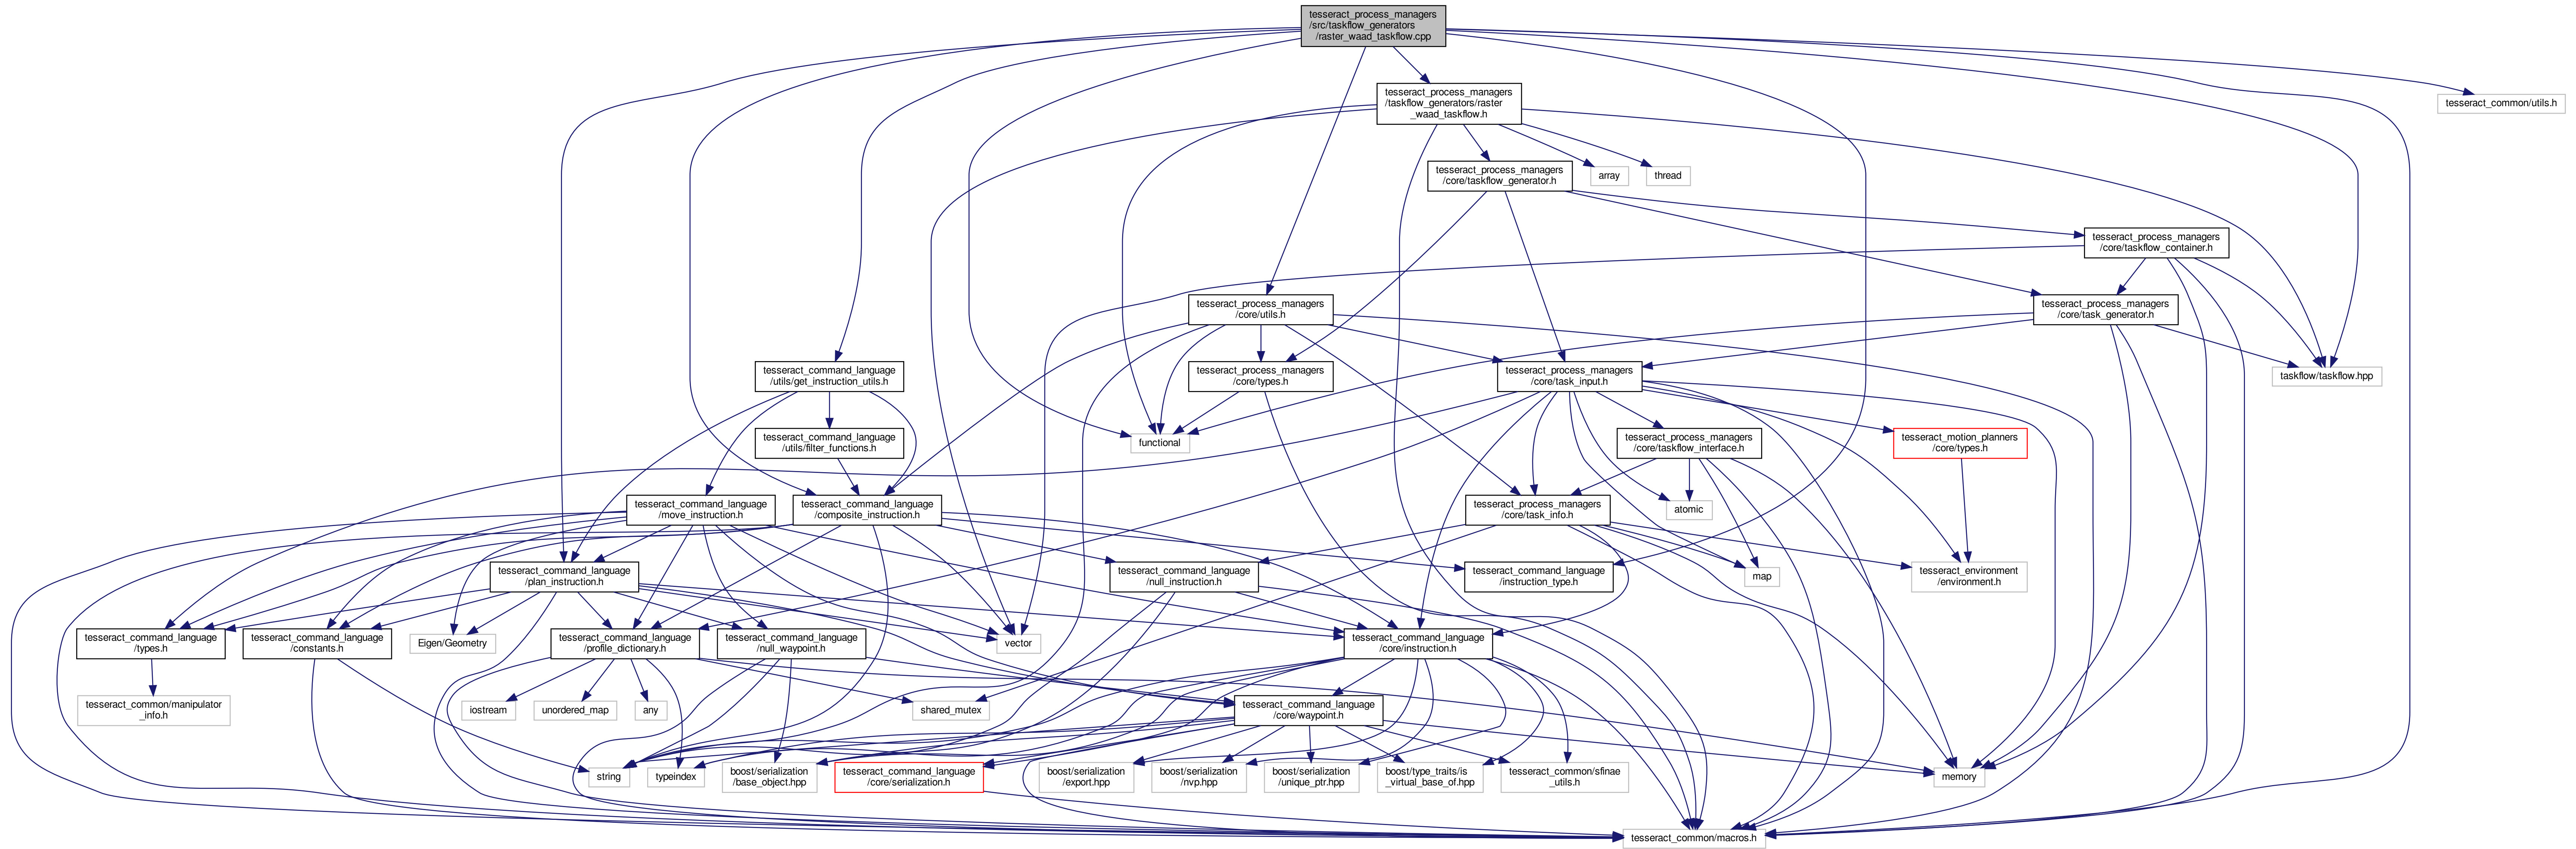 tesseract_process_managers
/src/taskflow_generators
/raster_waad_taskflow.cpp
tesseract_process_managers
/taskflow_generators/raster
_waad_taskflow.h
tesseract_common/utils.h
tesseract_process_managers
/core/taskflow_generator.h
array
thread
tesseract_process_managers
/core/taskflow_container.h
tesseract_process_managers
/core/utils.h
tesseract_process_managers
/core/task_generator.h
tesseract_command_language
/utils/get_instruction_utils.h
tesseract_process_managers
/core/types.h
tesseract_process_managers
/core/task_input.h
taskflow/taskflow.hpp
tesseract_command_language
/utils/filter_functions.h
functional
tesseract_process_managers
/core/taskflow_interface.h
tesseract_motion_planners
/core/types.h
tesseract_command_language
/move_instruction.h
tesseract_command_language
/composite_instruction.h
tesseract_process_managers
/core/task_info.h
atomic
tesseract_command_language
/plan_instruction.h
tesseract_command_language
/null_instruction.h
tesseract_command_language
/instruction_type.h
map
tesseract_environment
/environment.h
tesseract_command_language
/types.h
tesseract_command_language
/constants.h
Eigen/Geometry
tesseract_command_language
/profile_dictionary.h
tesseract_command_language
/null_waypoint.h
vector
tesseract_command_language
/core/instruction.h
tesseract_common/manipulator
_info.h
iostream
unordered_map
any
shared_mutex
tesseract_command_language
/core/waypoint.h
string
typeindex
boost/serialization
/base_object.hpp
tesseract_command_language
/core/serialization.h
boost/serialization
/export.hpp
boost/serialization
/nvp.hpp
boost/serialization
/unique_ptr.hpp
boost/type_traits/is
_virtual_base_of.hpp
tesseract_common/sfinae
_utils.h
memory
tesseract_common/macros.h